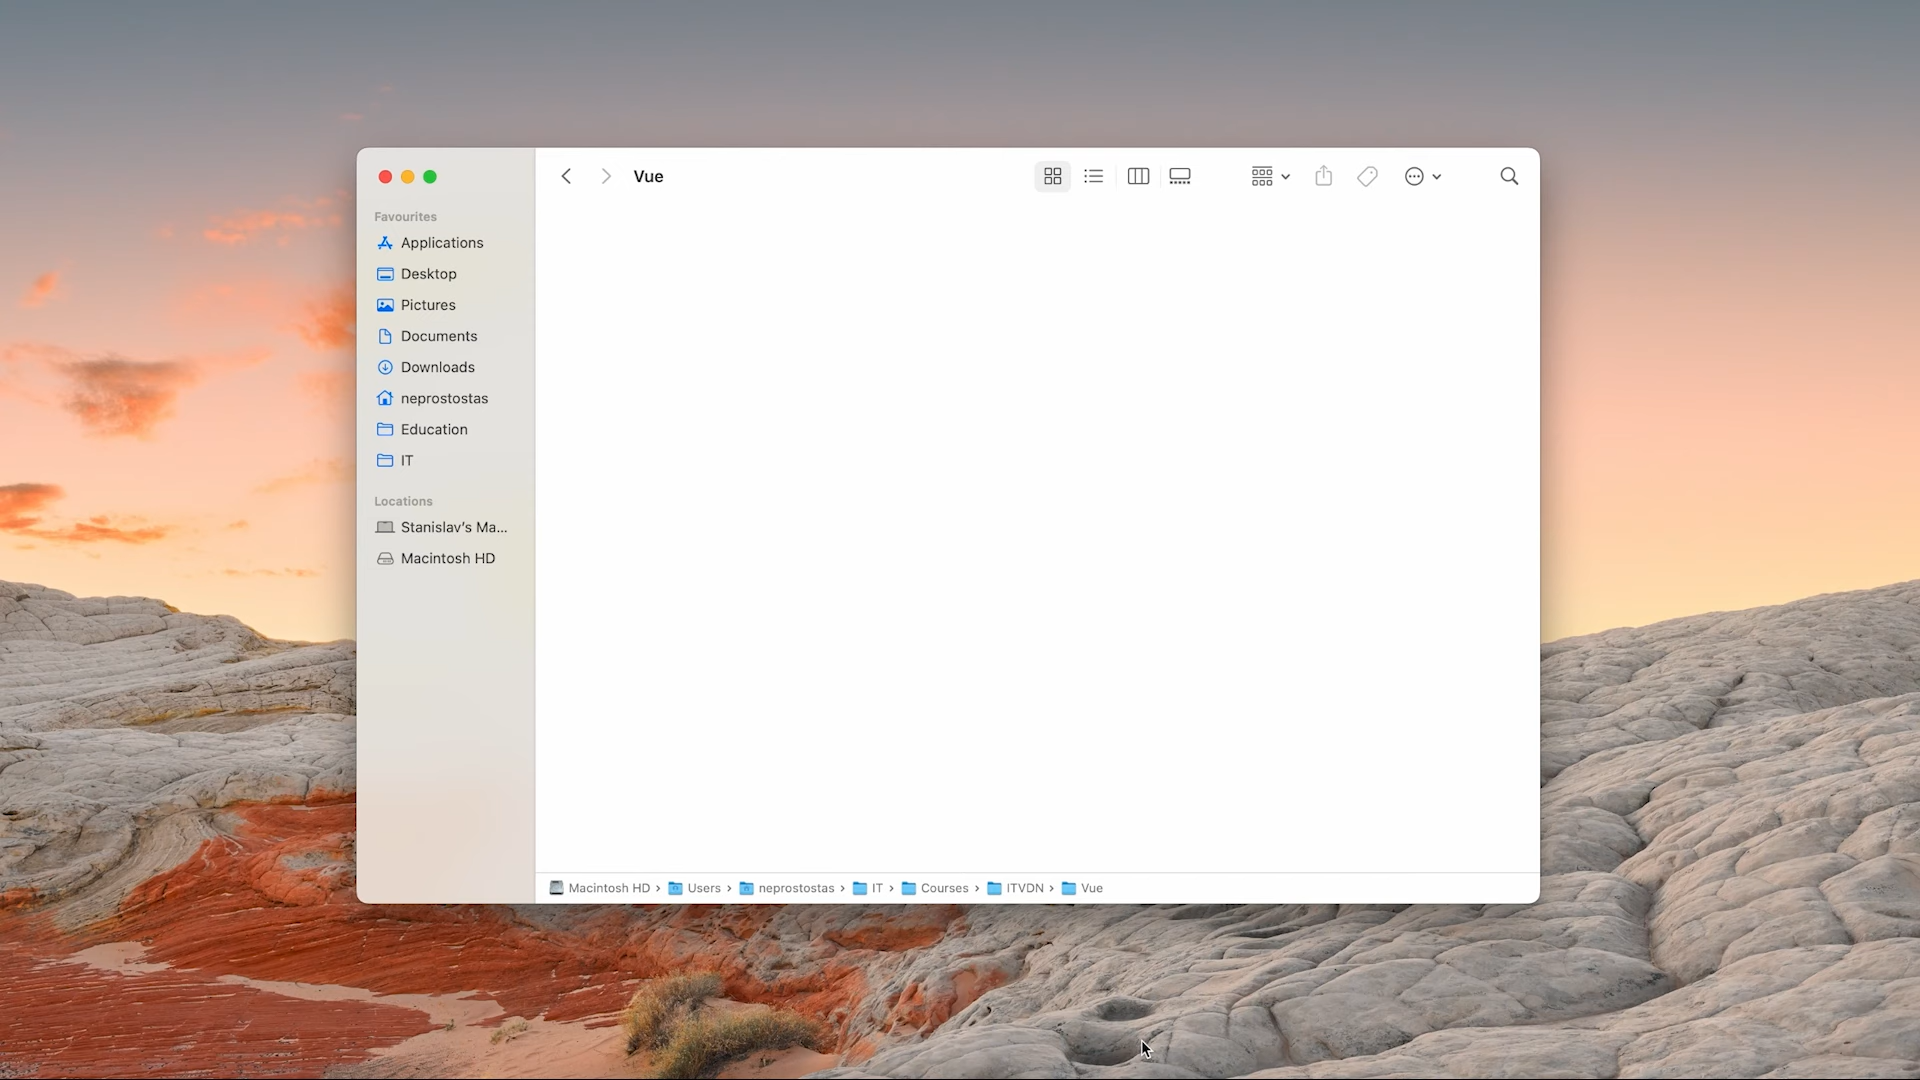 Vue
Favourites
Applications
Desktop
Pictures
Documents
Downloads
neprostostas
Education
IT
Locations
Stanislav's Ma...
Macintosh HD
Macintosh HD › Users › neprostostas › IT › Courses › ITVDN › Vue